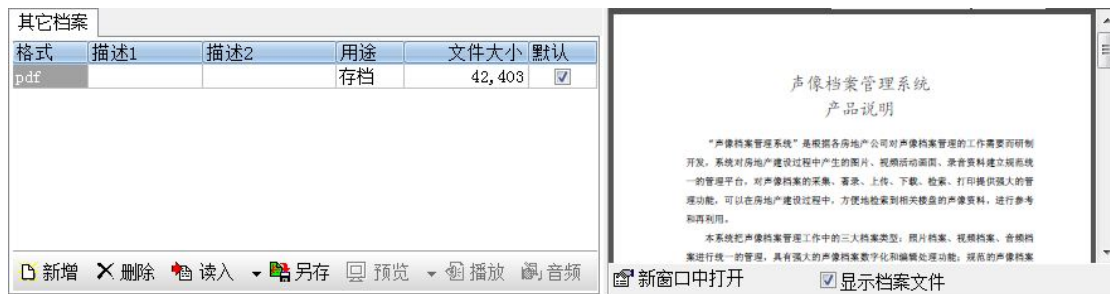 其它档案
格式 描述1 描述2 用途 文件大小 默认
pdf 存档 42,403
新增 删除 读入 另存 预览 播放 音频
声像档案管理系统
产品说明
“声像档案管理系统”是根据各房地产公司对声像档案管理的工作需要而研制
开发，系统对房地产建设过程中产生的图片、视频活动画面、录音资料建立规范统
一的管理平台，对声像档案的采集、著录、上传、下载、检索、打印提供强大的管
理功能，可以在房地产建设过程中，方便地检索到相关楼盘的声像资料，进行参考
和再利用。
本系统把声像档案管理工作中的三大档案类型：照片档案、视频档案、音频档
案进行统一的管理，具有强大的声像档案数字化和编辑处理功能；规范的声像档案
新窗口中打开 显示档案文件